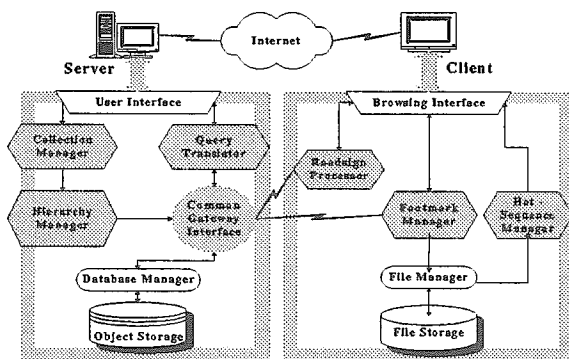 Internet
Server
Client
User Interface
Browsing Interface
Collection
Manager
Query
Translator
Roadsign
Processor
Hierarchy
Manager
Common
Gateway
Interface
Footmark
Manager
Hot -
Sequence
Manager
Database Manager
File Manager
Object Storage
File Storage